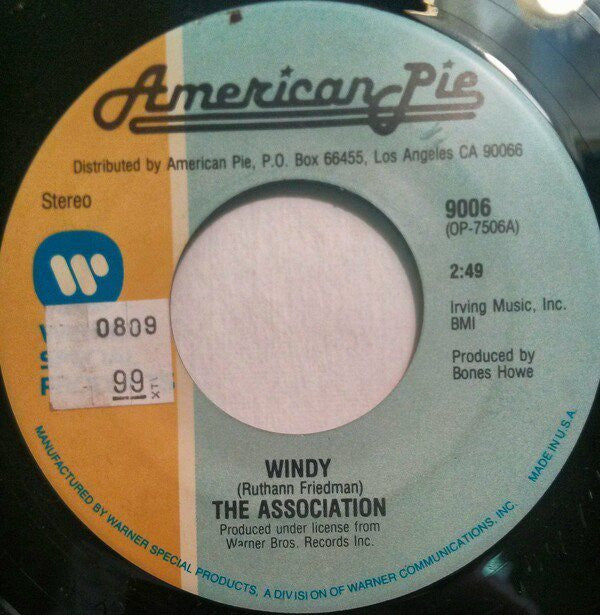 American Pie
Distributed by American Pie, P.O. Box 66455, Los Angeles CA 90066
Stereo
9006
(OP-7506A)
2:49
Irving Music, Inc.
BMI
Produced by
Bones Howe
0809
99
XTL
WINDY
(Ruthann Friedman)
THE ASSOCIATION
Produced under license from
Warner Bros. Records Inc.
MANUFACTURED BY WARNER SPECIAL PRODUCTS, A DIVISION OF WARNER COMMUNICATIONS, INC.
MADE IN U.S.A.